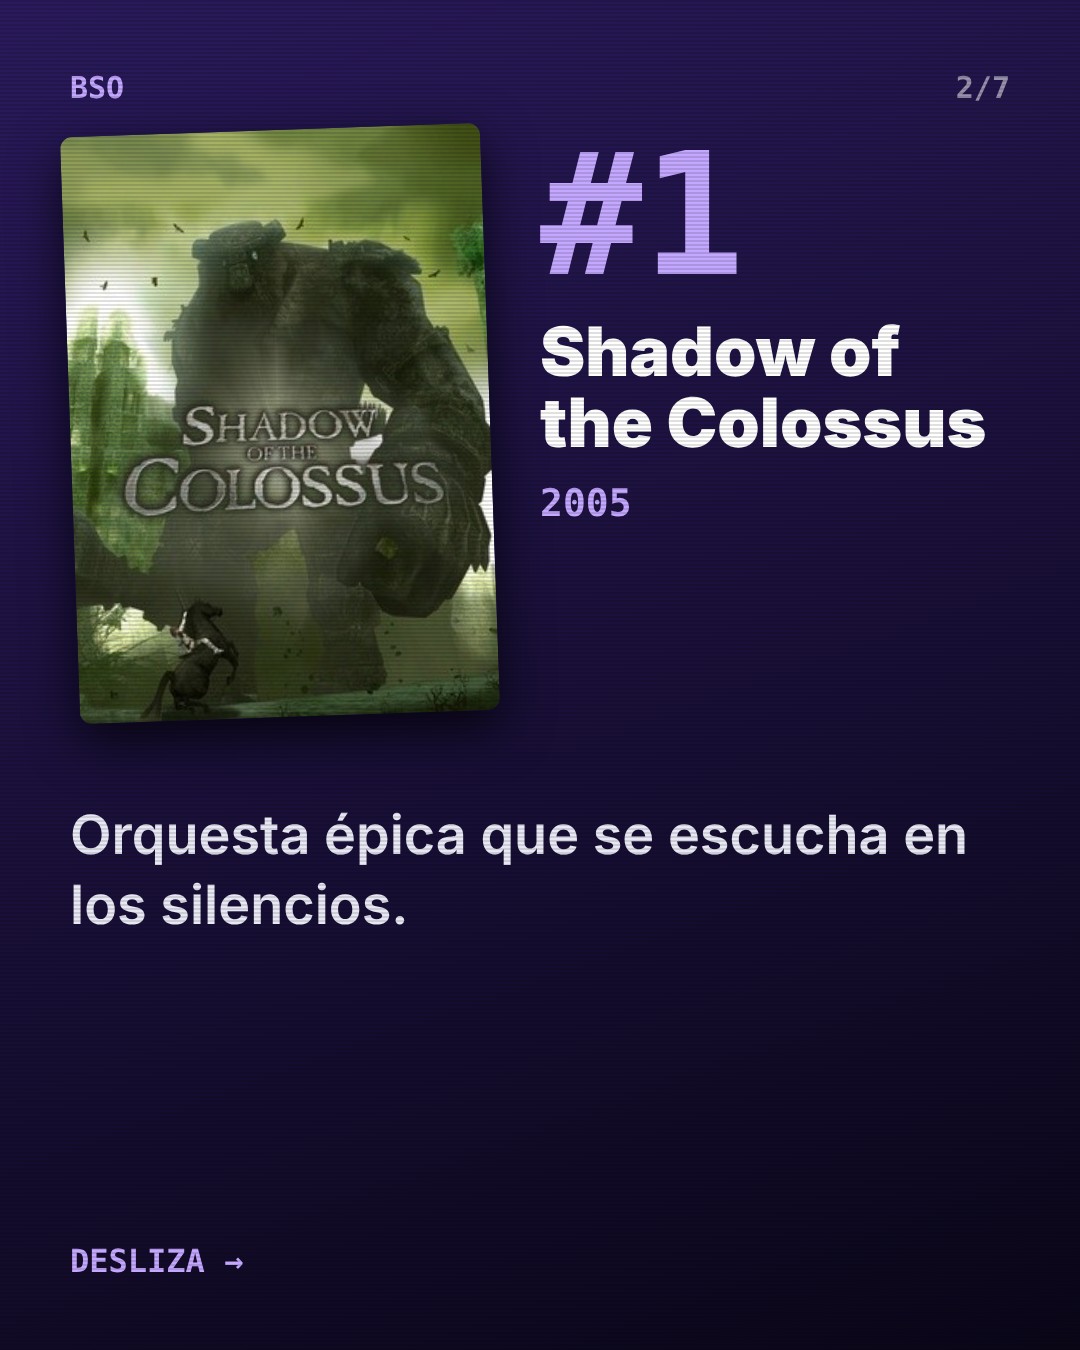 BSO
2/7
SHADOW
OF THE
COLOSSUS
#1
Shadow of
the Colossus
2005
Orquesta épica que se escucha en
los silencios.
DESLIZA →